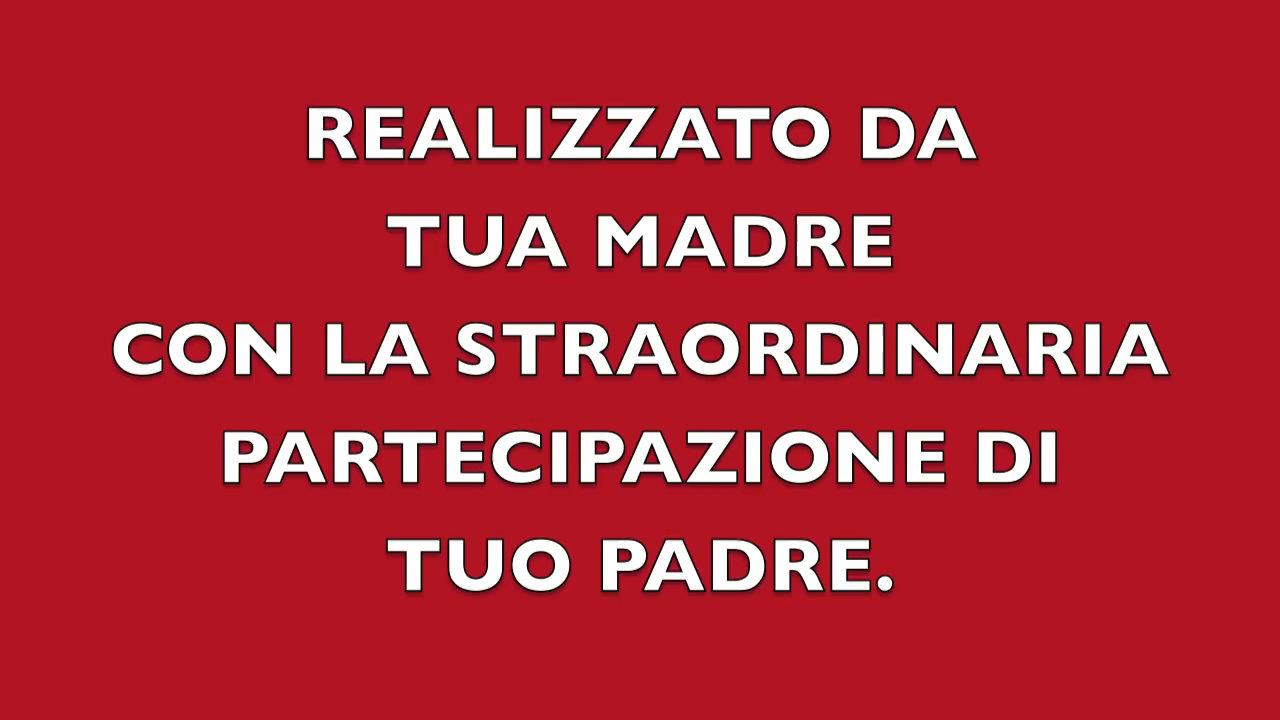 REALIZZATO DA
TUA MADRE
CON LA STRAORDINARIA
PARTECIPAZIONE DI
TUO PADRE.